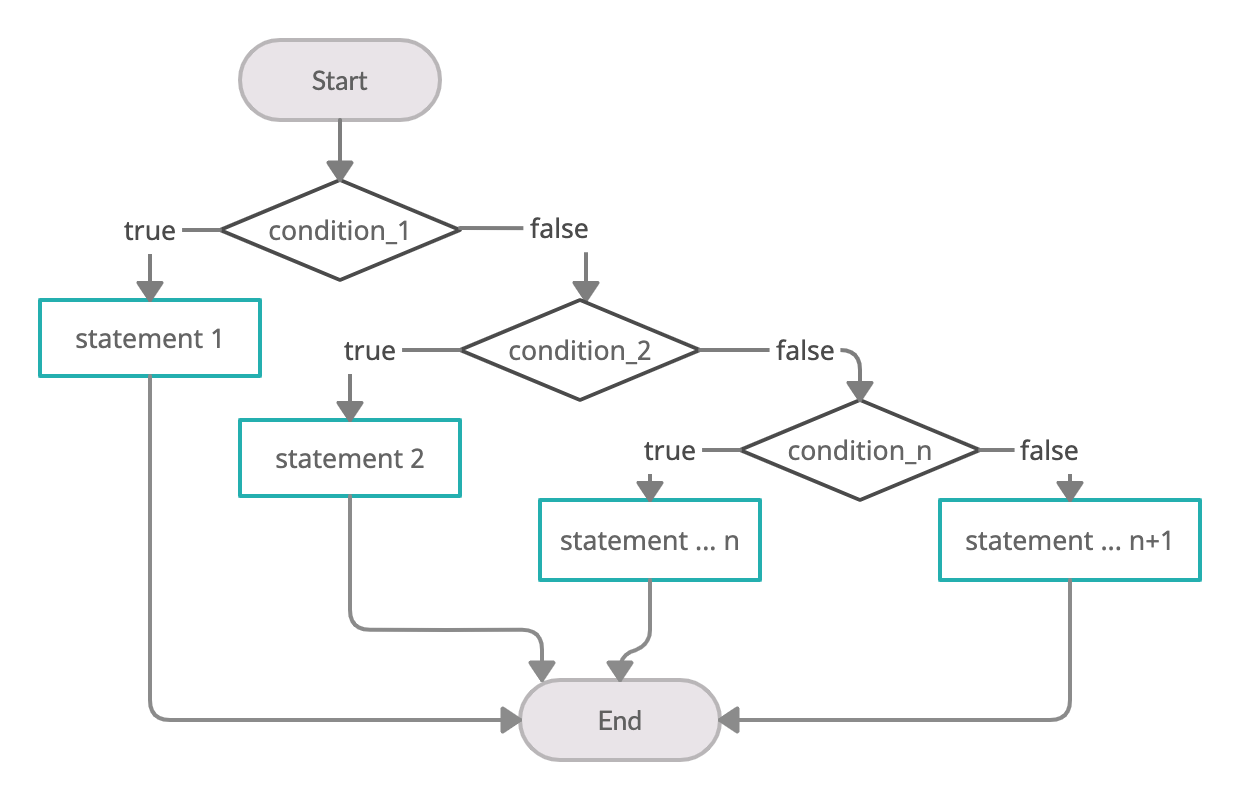 Start
condition_1
true
false
statement 1
condition_2
true
false
statement 2
condition_n
true
false
statement ... n
statement ... n+1
End